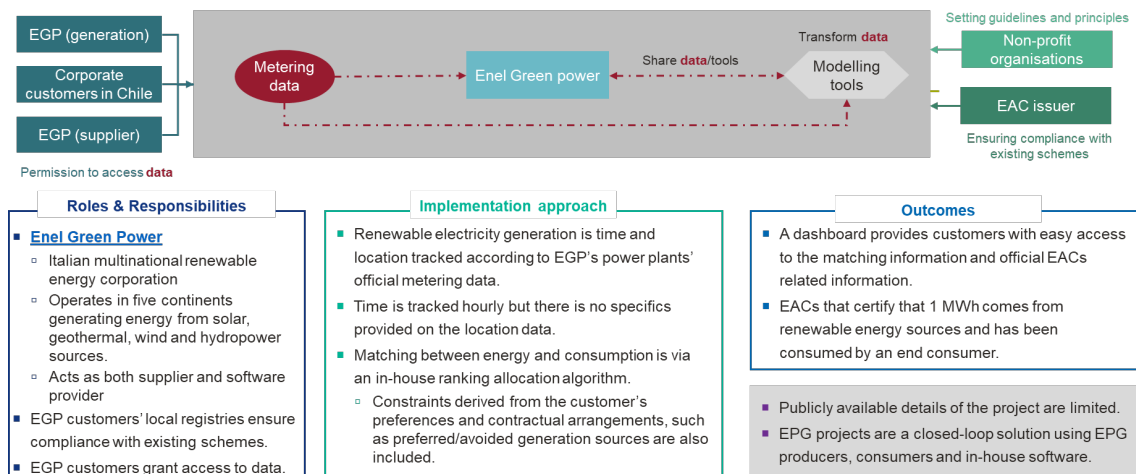 EGP (generation)
Corporate
customers in Chile
EGP (supplier)
Permission to access data
Metering
data
Enel Green power
Share data/tools
Transform data
Modelling
tools
Setting guidelines and principles
Non-profit
organisations
EAC issuer
Ensuring compliance with
existing schemes
Roles & Responsibilities
Enel Green Power
Italian multinational renewable
energy corporation
Operates in five continents
generating energy from solar,
geothermal, wind and hydropower
sources.
Acts as both supplier and software
provider
EGP customers' local registries ensure
compliance with existing schemes.
EGP customers grant access to data.
Implementation approach
Renewable electricity generation is time and
location tracked according to EGP's power plants'
official metering data.
Time is tracked hourly but there is no specifics
provided on the location data.
Matching between energy and consumption is via
an in-house ranking allocation algorithm.
Constraints derived from the customer's
preferences and contractual arrangements, such
as preferred/avoided generation sources are also
included.
Outcomes
A dashboard provides customers with easy access
to the matching information and official EACs
related information.
EACs that certify that 1 MWh comes from
renewable energy sources and has been
consumed by an end consumer.
Publicly available details of the project are limited.
EPG projects are a closed-loop solution using EPG
producers, consumers and in-house software.